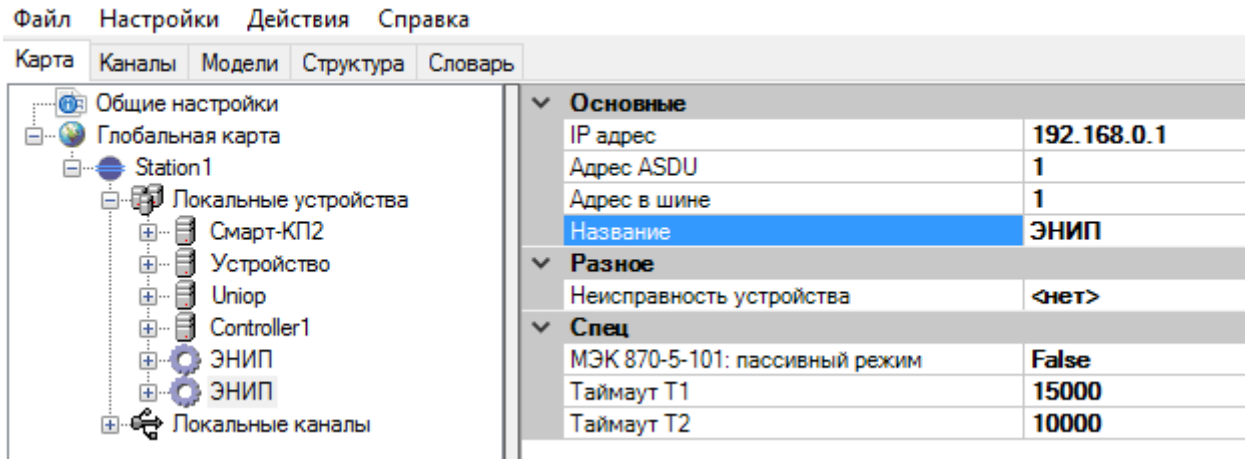 Файл Настройки Действия Справка
Карта Каналы Модели Структура Словарь
Общие настройки
Глобальная карта
Station1
Локальные устройства
Смарт-КП2
Устройство
Uniop
Controller1
ЭНИП
ЭНИП
Локальные каналы
Основные
IP адрес 192.168.0.1
Адрес ASDU 1
Адрес в шине 1
Название ЭНИП
Разное
Неисправность устройства <нет>
Спец
МЭК 870-5-101: пассивный режим False
Таймаут T1 15000
Таймаут T2 10000